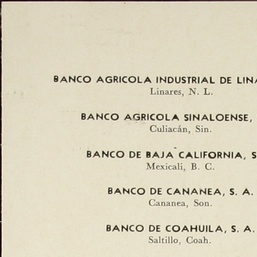 BANCO AGRICOLA INDUSTRIAL DE
Linares, N. L.
BANCO AGRICOLA SINALOENSE,
Culiacán, Sin.
BANCO DE BAJA CALIFORNIA, S
Mexicali, B. C.
BANCO DE CANANEA, S. A.
Cananea, Son.
BANCO DE COAHUILA, S. A.
Saltillo, Coah.